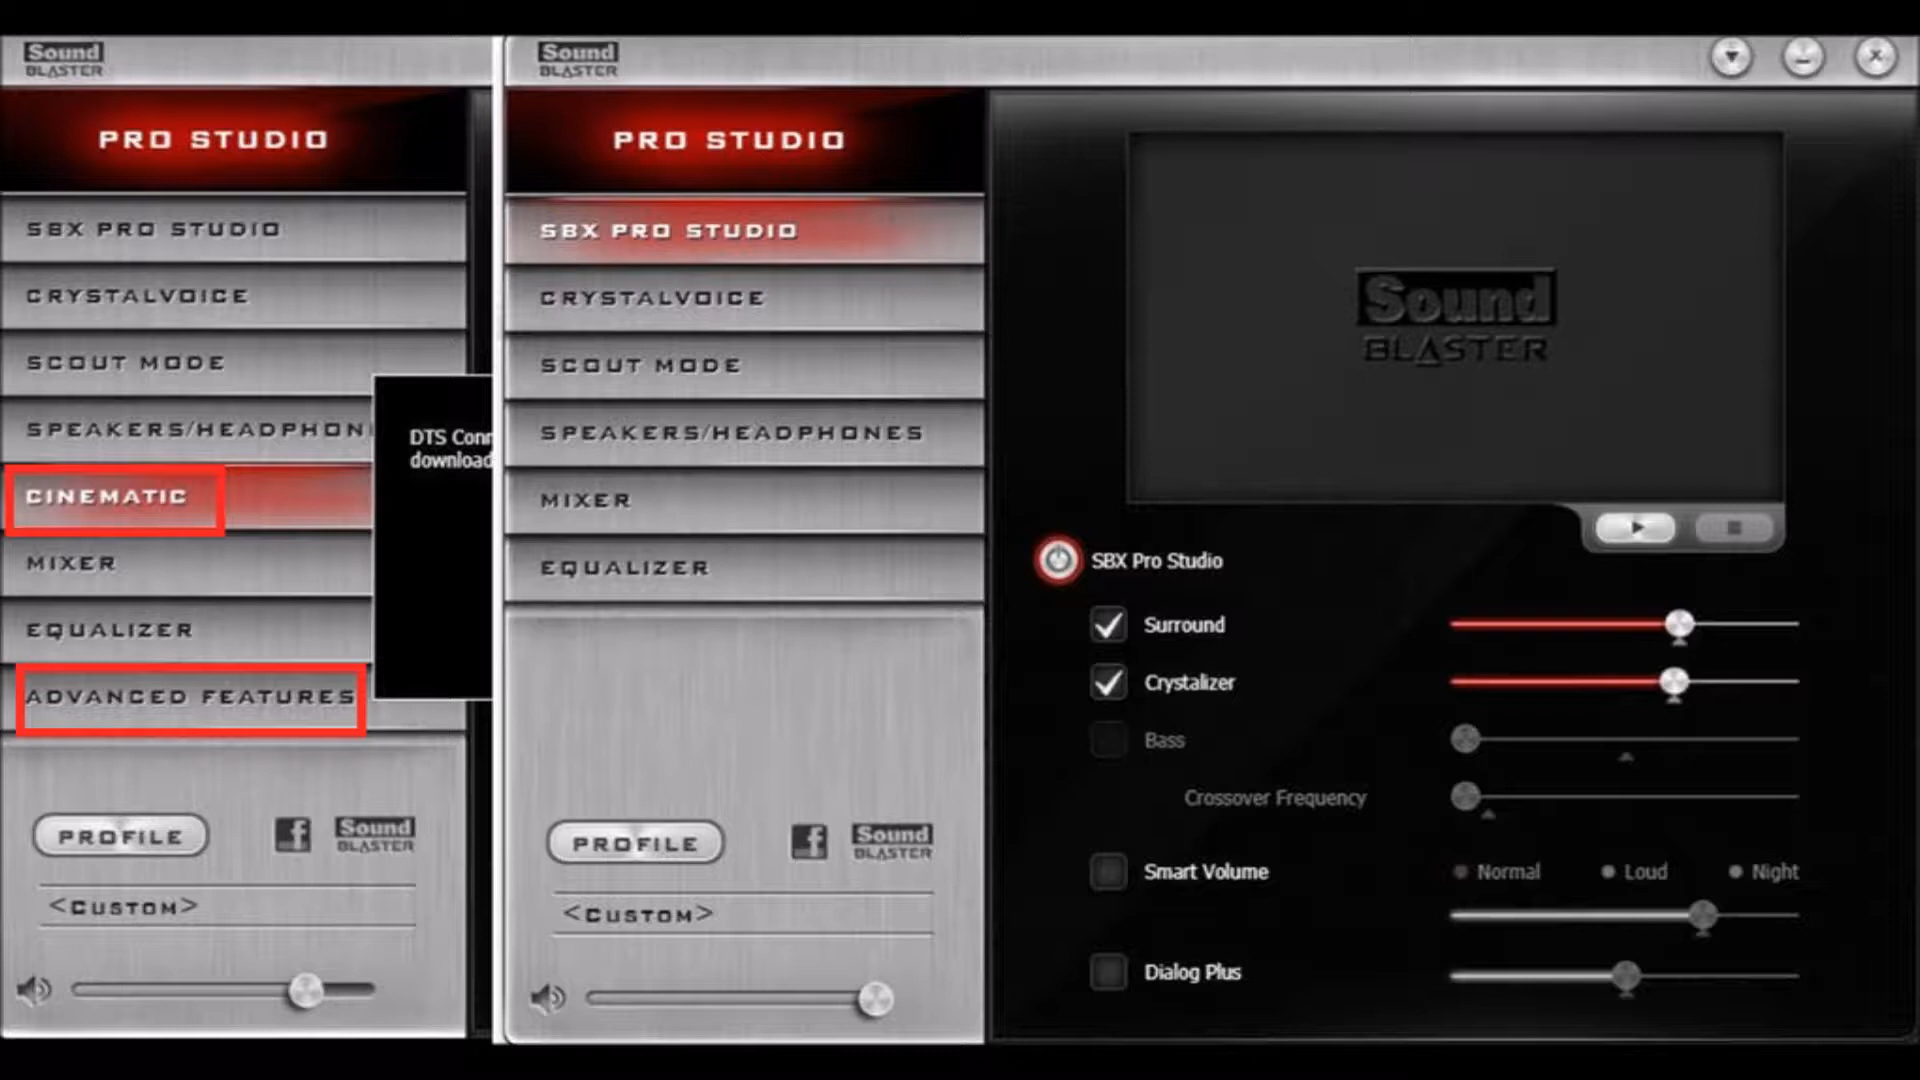 Sound
BLASTER
PRO STUDIO
SBX PRO STUDIO
CRYSTALVOICE
SCOUT MODE
SPEAKERS/HEADPHON
CINEMATIC
MIXER
EQUALIZER
ADVANCED FEATURES
DTS Conn
download
PROFILE
f
Sound
BLASTER
<CUSTOM>
Sound
BLASTER
PRO STUDIO
SBX PRO STUDIO
CRYSTALVOICE
SCOUT MODE
SPEAKERS/HEADPHONES
MIXER
EQUALIZER
PROFILE
f
Sound
BLASTER
<CUSTOM>
Sound
BLASTER
SBX Pro Studio
Surround
Crystalizer
Bass
Crossover Frequency
Smart Volume
Normal Loud Night
Dialog Plus